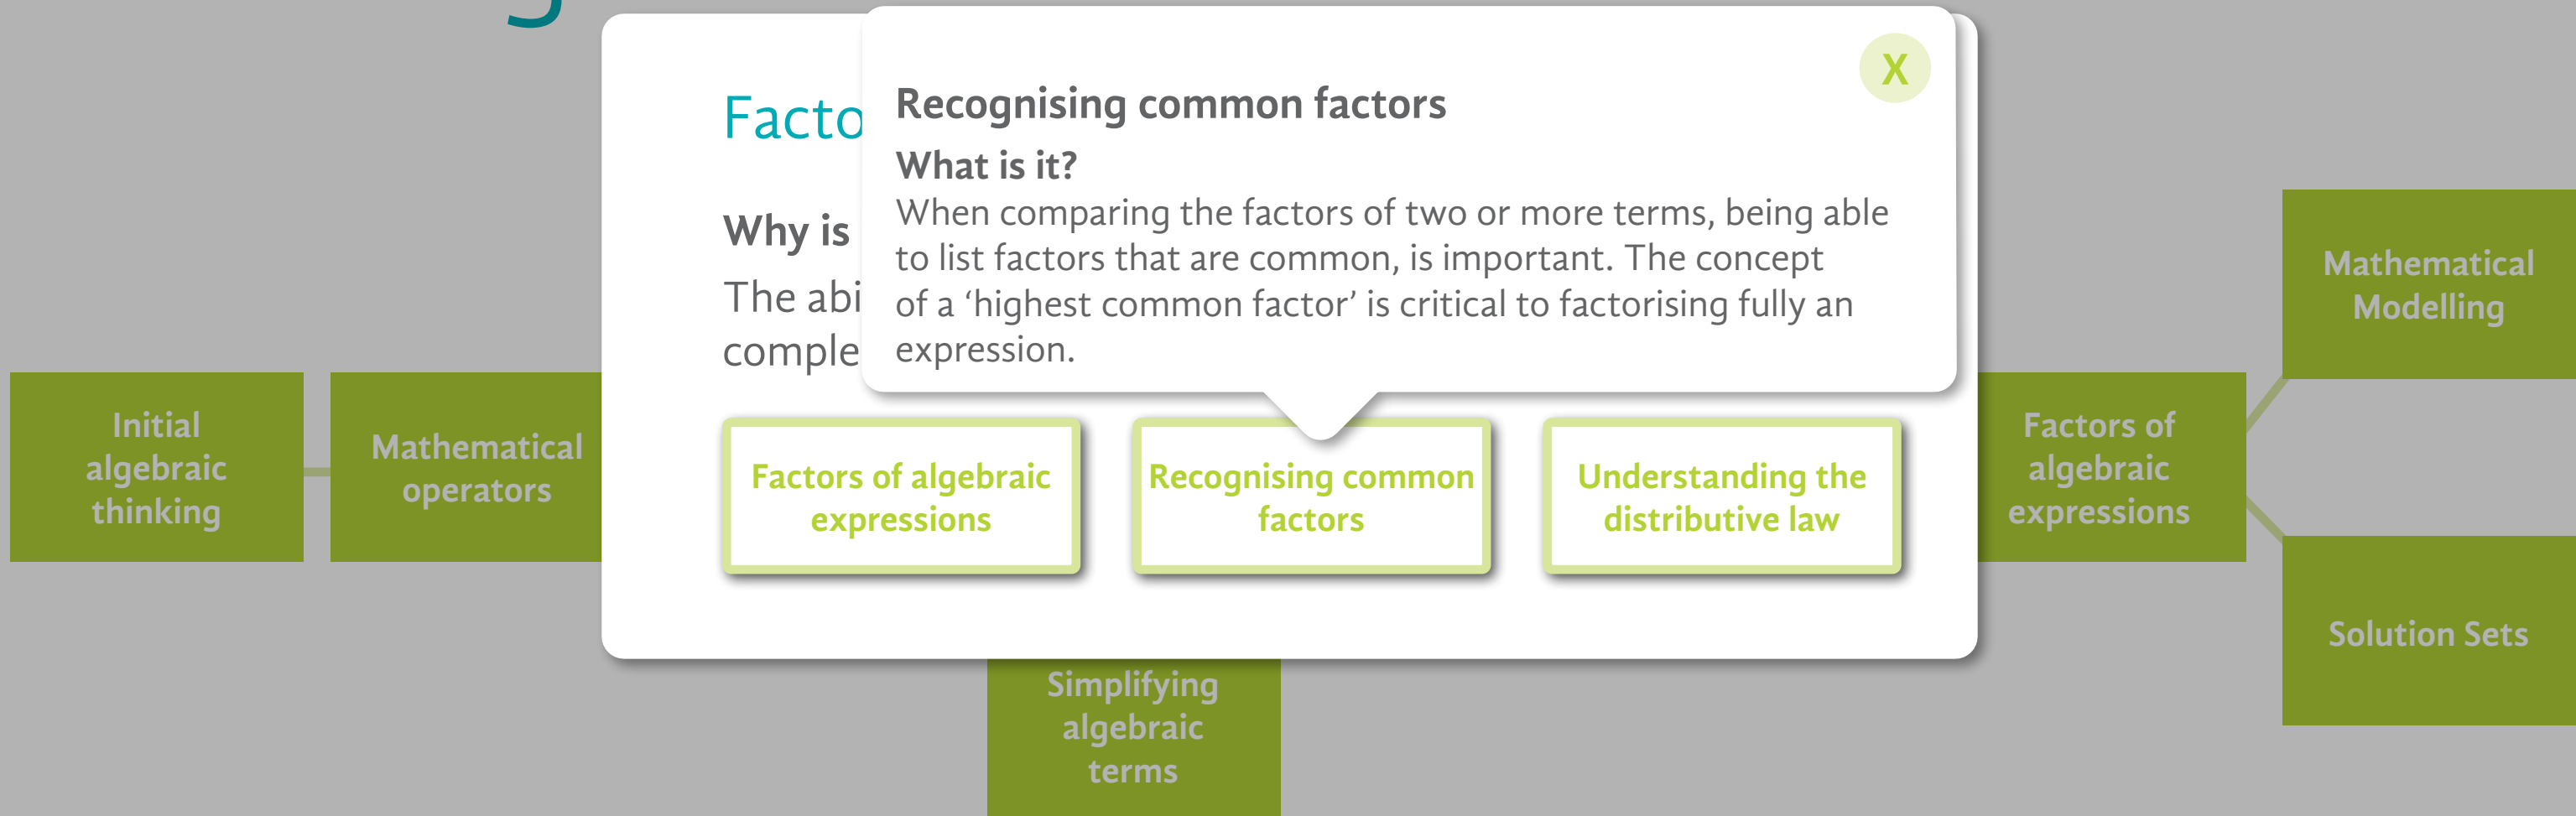 Recognising common factors
What is it?
When comparing the factors of two or more terms, being able
to list factors that are common, is important. The concept
of a ‘highest common factor’ is critical to factorising fully an
expression.
X
Why is
The
Factors of algebraic
expressions
Recognising common
factors
Understanding the
distributive law
Initial
algebraic
thinking
Mathematical
operators
Simplifying
algebraic
terms
Factors of
algebraic
expressions
Mathematical
Modelling
Solution Sets